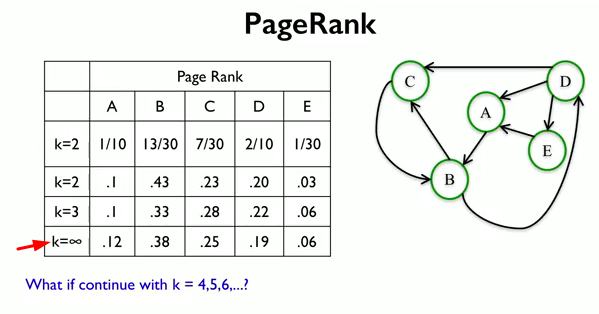 PageRank
Page Rank
A B C D E
k=2 1/10 13/30 7/30 2/10 1/30
k=2 .1 .43 .23 .20 .03
k=3 .1 .33 .28 .22 .06
k=∞ .12 .38 .25 .19 .06
C
D
A
E
B
What if continue with k = 4,5,6,...?